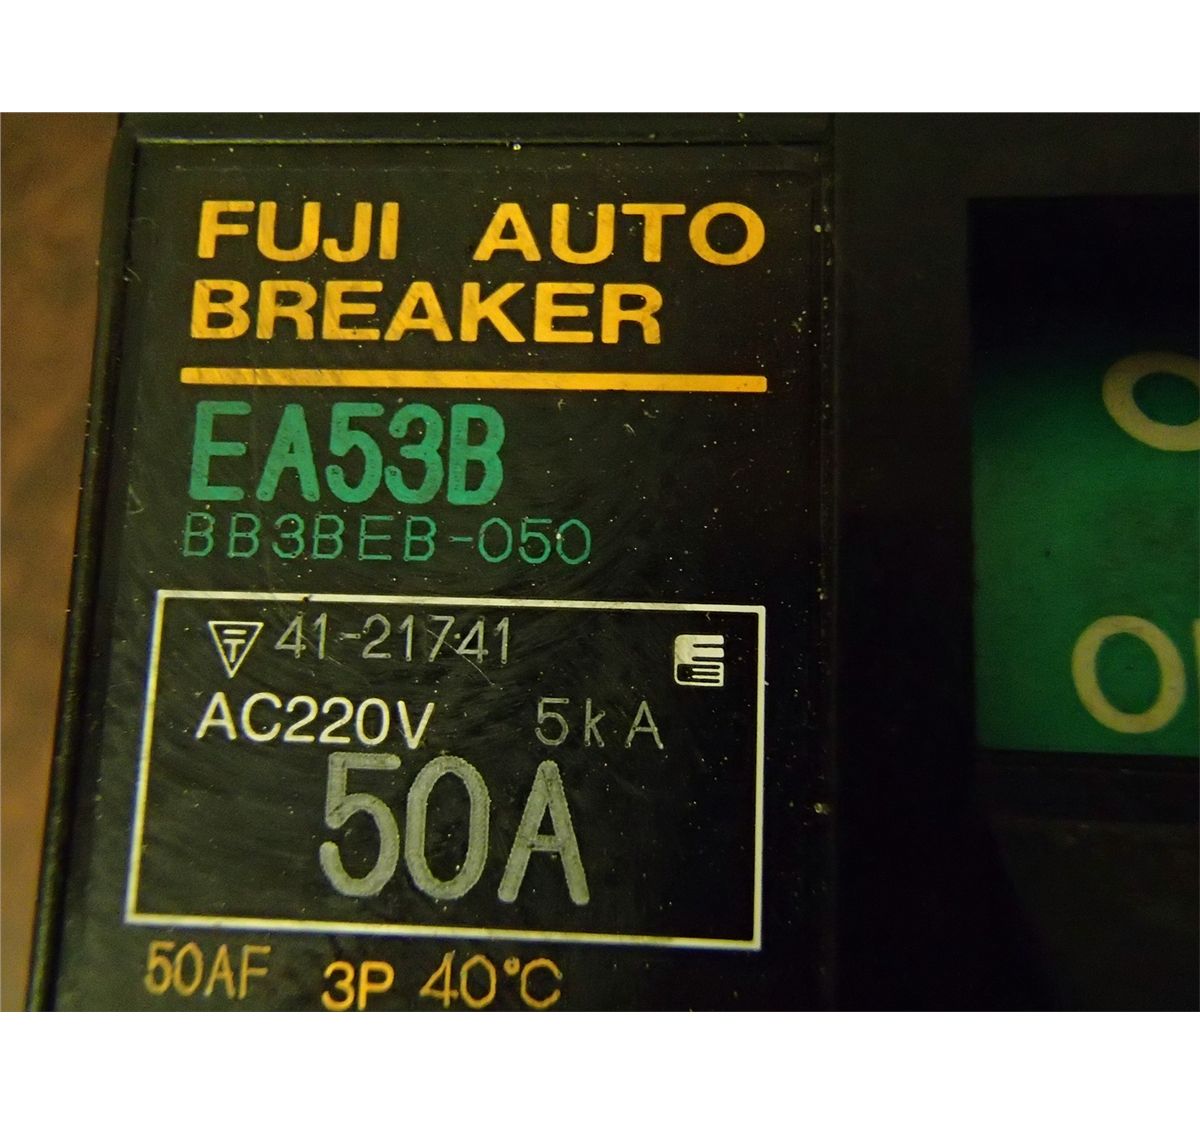 FUJI AUTO
BREAKER
EA53B
BB3BEB-050
41-21741
AC220V 5kA
50A
50AF 3P 40°C